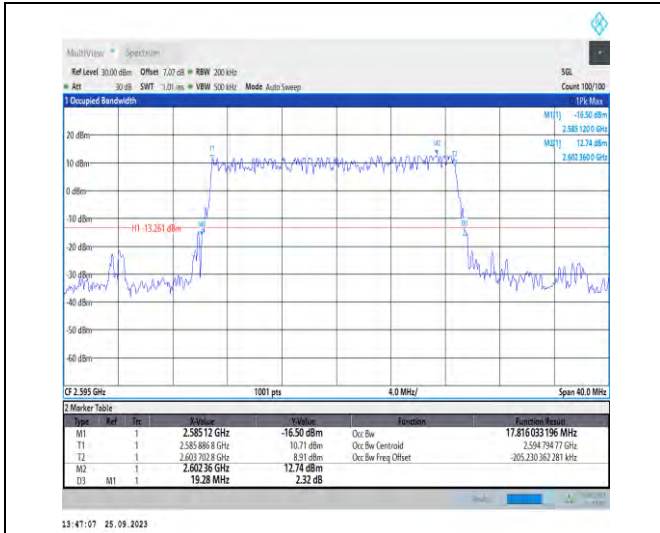 MultiView Spectrum
Ref Level 30.00 dBm Offset 7.07 dB RBW 200 kHz SGL
Att 30 dB SWT 1.01 ms VBW 500 kHz Mode Auto Sweep Count 100/100
1 Occupied Bandwidth 1Pk Max
M1[1] -16.50 dBm
2.585 120 0 GHz
M2[1] 12.74 dBm
2.602 360 0 GHz
20 dBm
T1 M2 T2
10 dBm
0 dBm
-10 dBm
H1 -13.261 dBm M1 D3
-20 dBm
-30 dBm
-40 dBm
-50 dBm
-60 dBm
CF 2.595 GHz 1001 pts 4.0 MHz/ Span 40.0 MHz
2 Marker Table
Type Ref Trc X-Value Y-Value Function Function Result
M1 1 2.585 12 GHz -16.50 dBm Occ Bw 17.816 033 196 MHz
T1 1 2.585 886 8 GHz 10.71 dBm Occ Bw Centroid 2.594 794 77 GHz
T2 1 2.603 702 8 GHz 8.91 dBm Occ Bw Freq Offset -205.230 362 281 kHz
M2 1 2.602 36 GHz 12.74 dBm
D3 M1 1 19.28 MHz 2.32 dB
13:47:07 25.09.2023